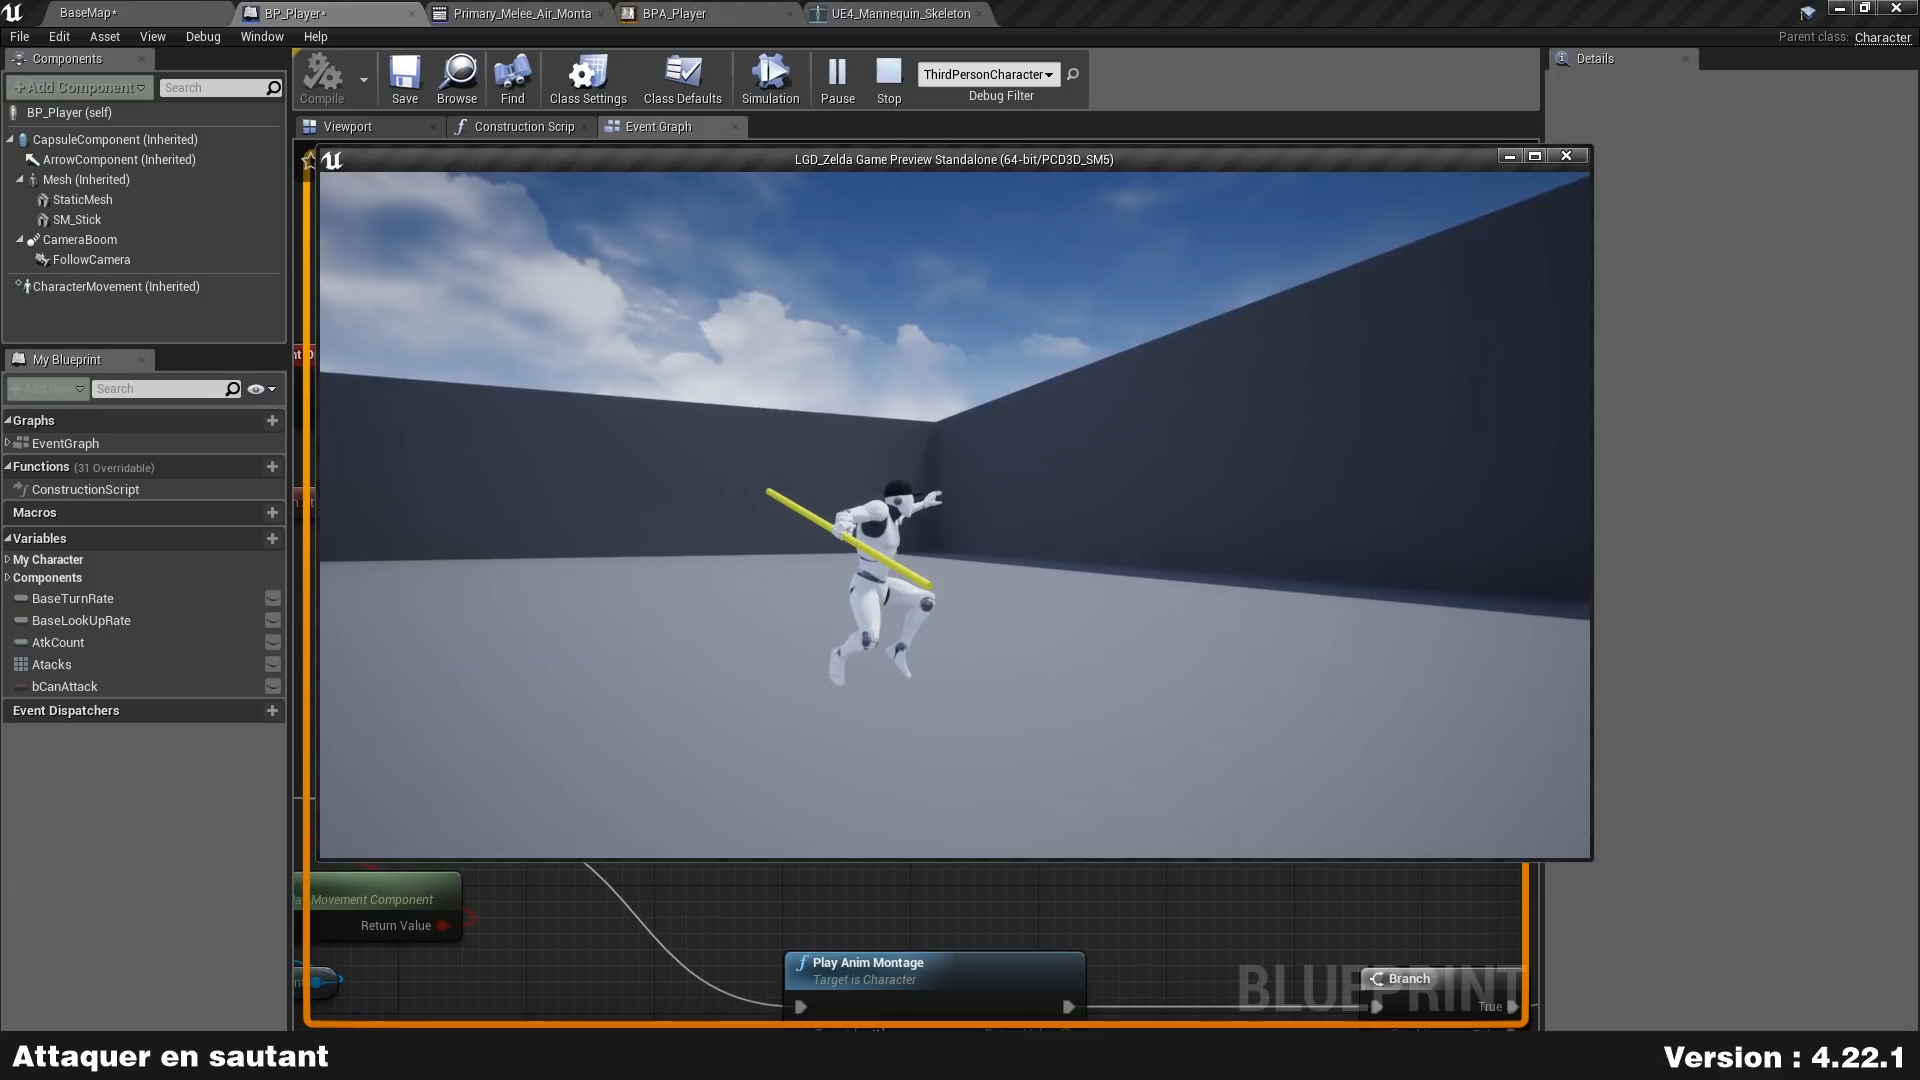 BaseMap*
BP_Player*
Primary_Melee_Air_Monta
BPA_Player
UE4_Mannequin_Skeleton
File Edit Asset View Debug Window Help
Parent class: Character
Components
+Add Component
Search
BP_Player (self)
CapsuleComponent (Inherited)
ArrowComponent (Inherited)
Mesh (Inherited)
StaticMesh
SM_Stick
CameraBoom
FollowCamera
CharacterMovement (Inherited)
My Blueprint
Search
Graphs
EventGraph
Functions (31 Overridable)
ConstructionScript
Macros
Variables
My Character
Components
BaseTurnRate
BaseLookUpRate
AtkCount
Atacks
bCanAttack
Event Dispatchers
Compile
Save
Browse
Find
Class Settings
Class Defaults
Simulation
Pause
Stop
ThirdPersonCharacter
Debug Filter
Viewport
Construction Scrip
Event Graph
Details
LGD_Zelda Game Preview Standalone (64-bit/PCD3D_SM5)
Movement Component
Return Value
Play Anim Montage
Target is Character
BLUEPRINT
Branch
True
Attaquer en sautant
Version : 4.22.1